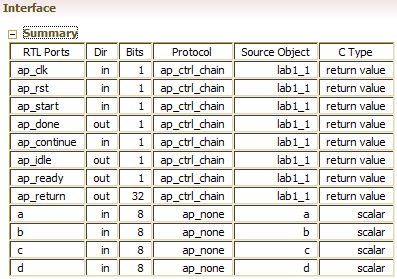 Interface
Summary
RTL Ports Dir Bits Protocol Source Object C Type
ap_clk in 1 ap_ctrl_chain lab1_1 return value
ap_rst in 1 ap_ctrl_chain lab1_1 return value
ap_start in 1 ap_ctrl_chain lab1_1 return value
ap_done out 1 ap_ctrl_chain lab1_1 return value
ap_continue in 1 ap_ctrl_chain lab1_1 return value
ap_idle out 1 ap_ctrl_chain lab1_1 return value
ap_ready out 1 ap_ctrl_chain lab1_1 return value
ap_return out 32 ap_ctrl_chain lab1_1 return value
a in 8 ap_none a scalar
b in 8 ap_none b scalar
c in 8 ap_none c scalar
d in 8 ap_none d scalar